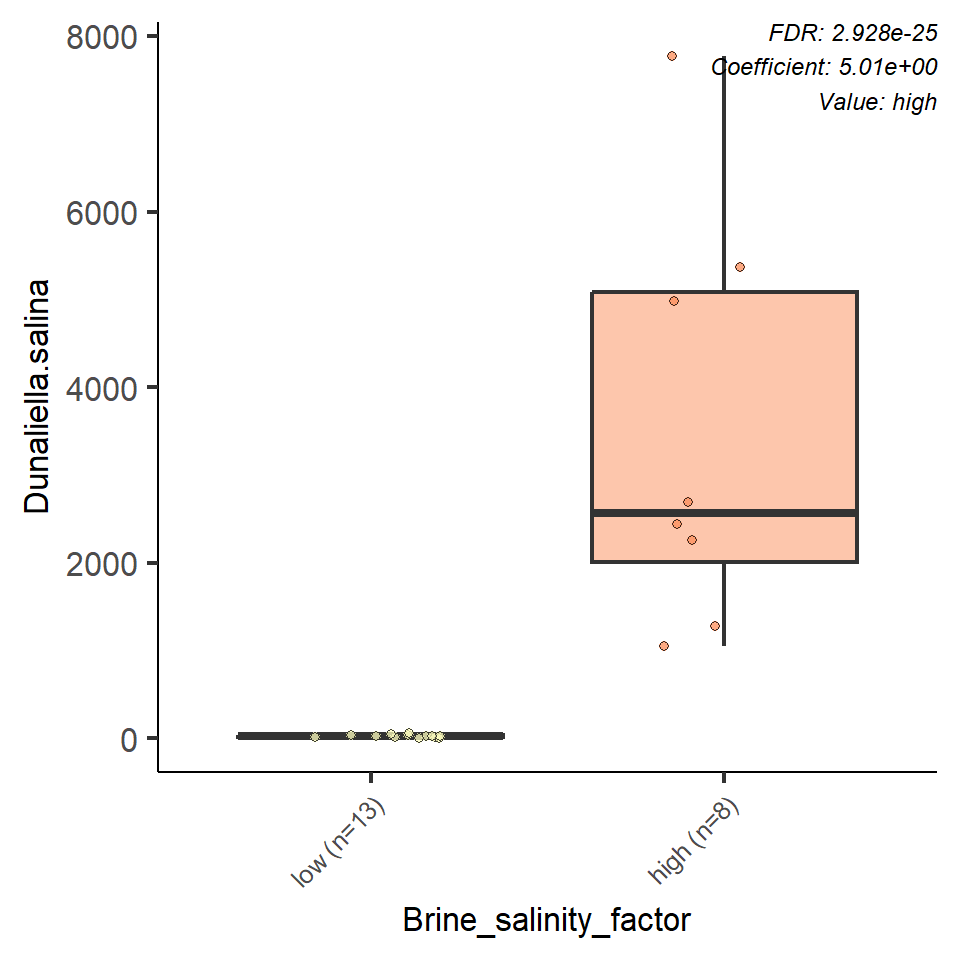 FDR: 2.928e-25
Coefficient: 5.01e+00
Value: high
8000
6000
4000
2000
0
Dunaliella.salina
low (n=13)
high (n=8)
Brine_salinity_factor